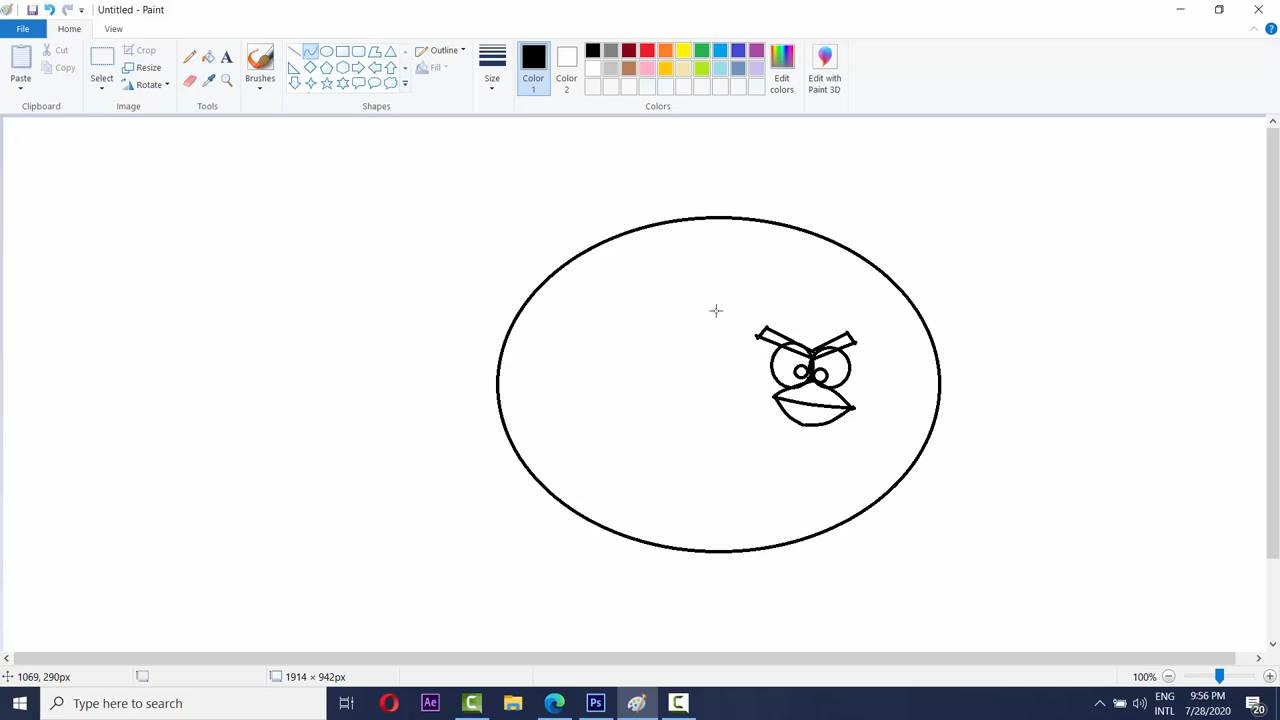 Untitled - Paint
File Home View
Paste
Cut
Copy
Clipboard
Select
Crop
Resize
Rotate
Image
Tools
Brushes
Shapes
Outline
Fill
Size
Color 1
Color 2
Colors
Edit colors
Edit with Paint 3D
1069, 290px
1914 × 942px
100%
Type here to search
Ae
Ps
ENG
INTL
9:56 PM
7/28/2020
20